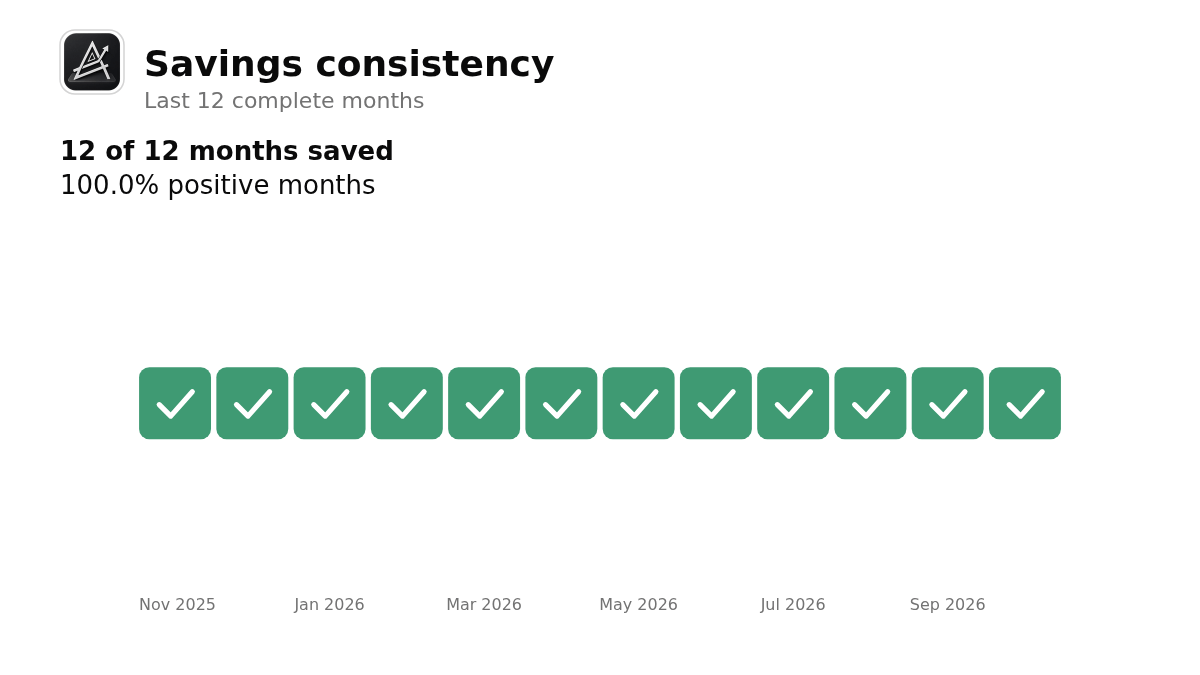 Savings consistency
Last 12 complete months
12 of 12 months saved
100.0% positive months
Nov 2025 Jan 2026 Mar 2026 May 2026 Jul 2026 Sep 2026